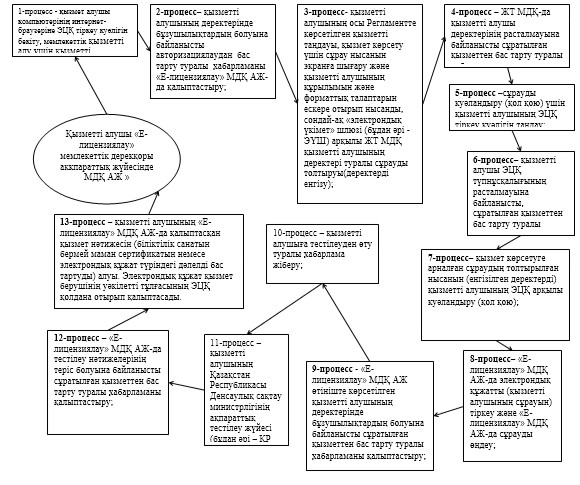 1-процесс - қызмет алушы
компьютерінің интернет-
браузеріне ЭЦҚ тіркеу куәлігін
бекіту, мемлекеттік қызметті
алу үшін қызметті
2-процесс– қызметті
алушының деректерінде
бұзушылықтардың болуына
байланысты
авторизациялаудан бас
тарту туралы хабарламаны
«Е-лицензиялау» МДҚ АЖ-
да қалыптастыру;
3-процесс- қызметті
алушының осы Регламентте
көрсетілген қызметті
таңдауы, қызмет көрсету
үшін сұрау нысанын
экранға шығару және
қызметті алушының
құрылымын және
форматтық талаптарын
ескере отырып нысанды,
сондай-ақ «электрондық
үкімет» шлюзі (бұдан әрі -
ЭҮШ) арқылы ЖТ МДҚ
қызметті алушының
деректері туралы сұрауды
толтыруы(деректерді
енгізу);
4-процесс – ЖТ МДҚ-да
қызметті алушы
деректерінің расталмауына
байланысты сұратылған
қызметтен бас тарту туралы
5-процесс –сұрауды
куәландыру (қол қою) үшін
қызметті алушының ЭЦҚ
тіркеу куәлігін таңдау;
6-процесс– қызметті
алушы ЭЦҚ
түпнұсқалығының
расталмауына
байланысты,
сұратылған қызметтен
бас тарту туралы
7-процесс– қызмет көрсетуге
арналған сұраудың толтырылған
нысанын (енгізілген деректерді)
қызметті алушының ЭЦҚ арқылы
куәландыру (қол қою);
8-процесс– «Е-
лицензиялау» МДҚ
АЖ-да электрондық
құжатты (қызметті
алушының сұрауын)
тіркеу және «Е-
лицензиялау» МДҚ
АЖ-да сұрауды
өңдеу;
9-процесс - «Е-
лицензиялау» МДҚ АЖ
өтініште көрсетілген
қызметті алушының
деректерінде
бұзушылықтардың болуына
байланысты сұратылған
қызметтен бас тарту туралы
хабарламаны қалыптастыру;
10-процесс – қызметті
алушыға тестілеуден өту
туралы хабарлама
жіберу;
11-процесс –
қызметті
алушының
Қазақстан
Республикасы
Денсаулық сақтау
министрлігінің
ақпараттық
тестілеу жүйесі
(бұдан әрі – КР
12-процесс – «Е-
лицензиялау» МДҚ АЖ-да
тестілеу нәтижелерінің
теріс болуына байланысты
сұратылған қызметтен бас
тарту туралы хабарламаны
қалыптастыру;
13-процесс – қызметті алушының «Е-
лицензиялау» МДҚ АЖ-да қалыптасқан
қызмет нәтижесін (біліктілік санатын
бермей маман сертификатын немесе
электрондық құжат түріндегі дәлелді бас
тартуды) алуы. Электрондық құжат қызмет
берушінің уәкілетті тұлғасының ЭЦҚ
қолдана отырып қалыптасады.
Қызметті алушы «Е-
лицензиялау»
мемлекеттік дерекқоры
ақпараттық жүйесінде
МДҚ АЖ »